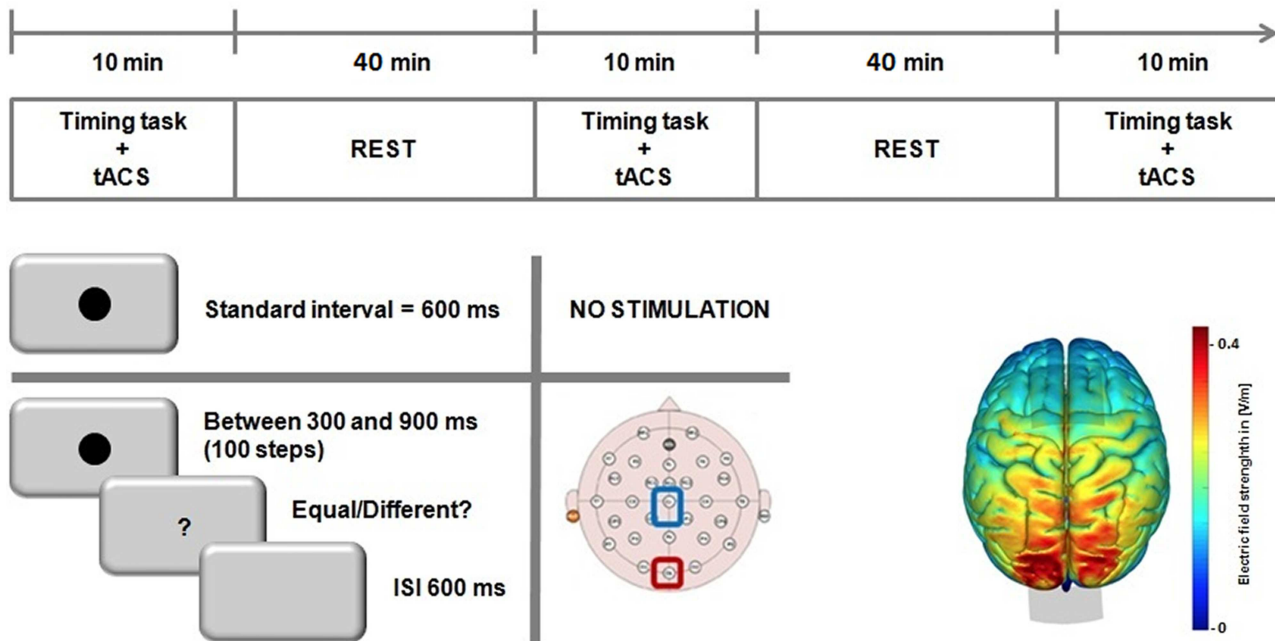 10 min
40 min
10 min
40 min
10 min
Timing task
+
tACS
REST
Timing task
+
tACS
REST
Timing task
+
tACS
Standard interval = 600 ms
NO STIMULATION
Between 300 and 900 ms
(100 steps)
?
Equal/Different?
ISI 600 ms
- 0.4
Electric field strenghthin [V/m]
- 0